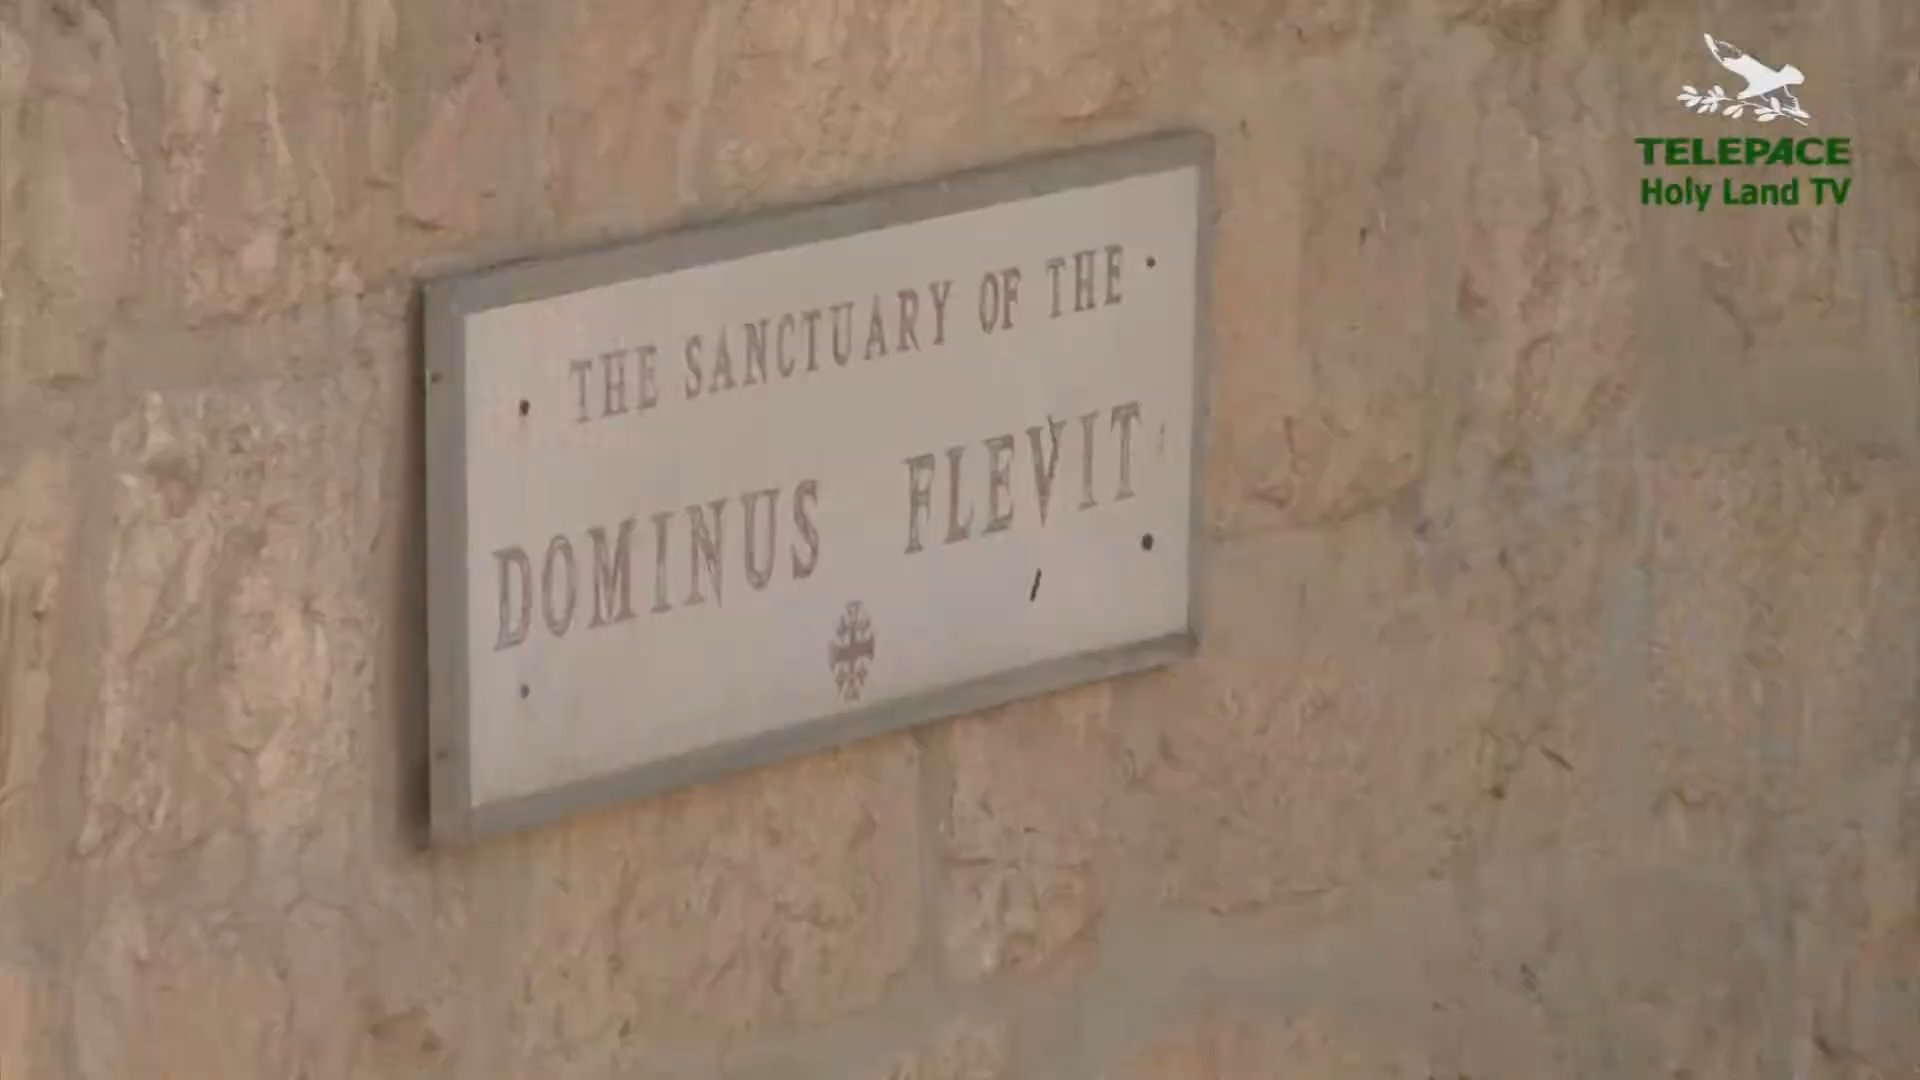 TELEPACE
Holy Land TV
THE SANCTUARY OF THE
DOMINUS FLEVIT